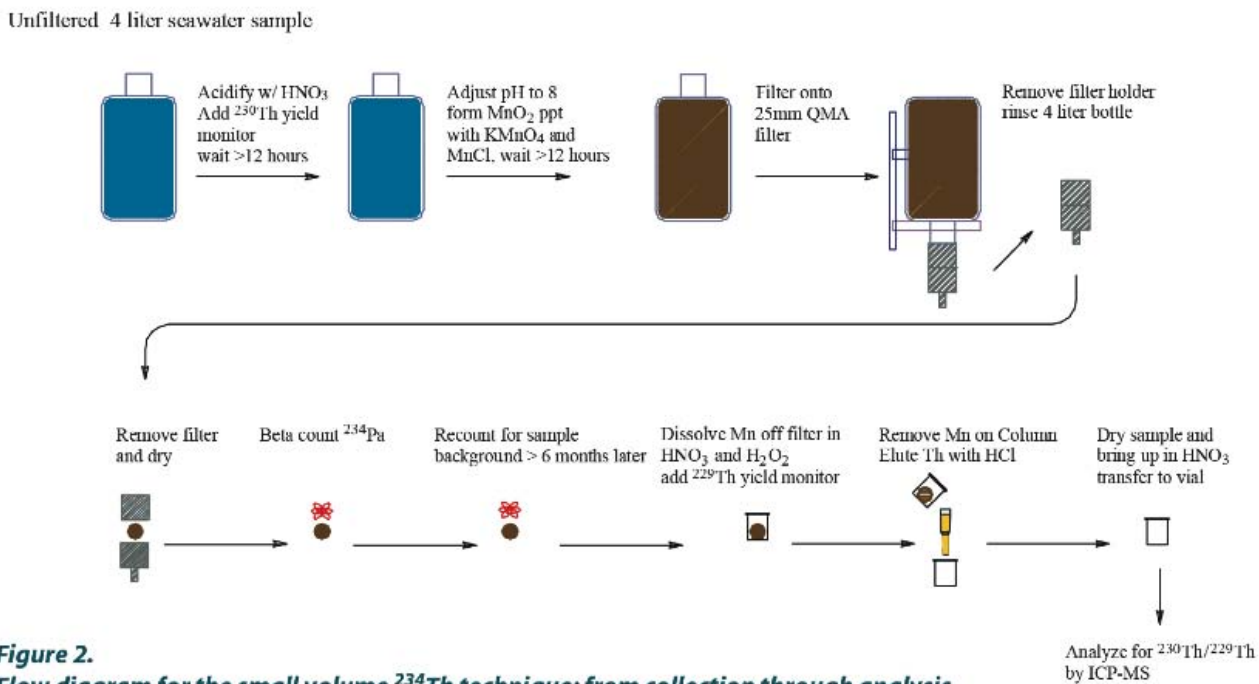 Unfiltered 4 liter seawater sample
Acidify w/ HNO₃
Add ²³⁰Th yield
monitor
wait >12 hours
Adjust pH to 8
form MnO₂ ppt
with KMnO₄ and
MnCl, wait >12 hours
Filter onto
25mm QMA
filter
Remove filter holder
rinse 4 liter bottle
Remove filter
and dry
Beta count ²³⁴Pa
Recount for sample
background > 6 months later
Dissolve Mn off filter in
HNO₃ and H₂O₂
add ²²⁹Th yield monitor
Remove Mn on Column
Elute Th with HCl
Dry sample and
bring up in HNO₃
transfer to vial
Analyze for ²³⁰Th/²²⁹Th
by ICP-MS
Figure 2.
Flow diagram for the small volume ²³⁴Th technique: from collection through analysis